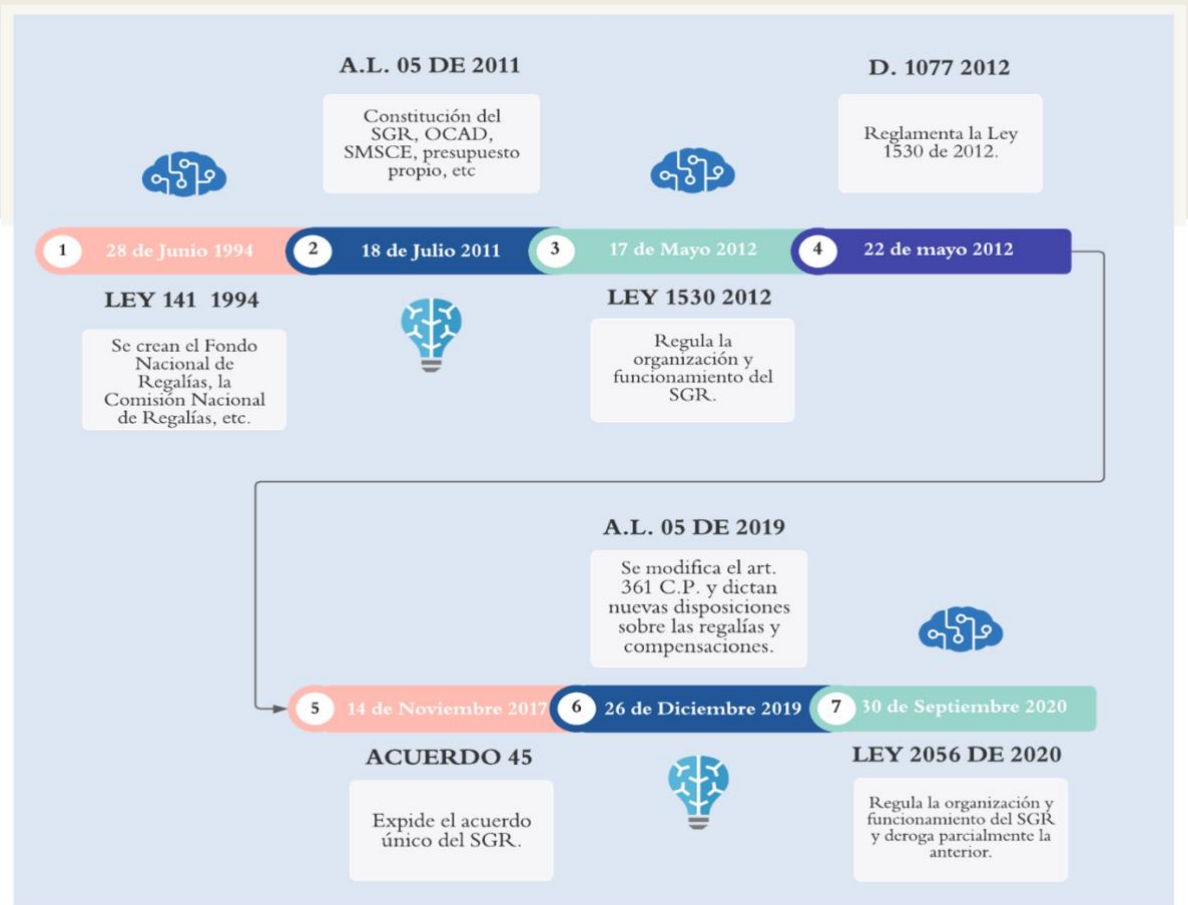 A.L. 05 DE 2011
Constitución del
SGR, OCAD,
SMSCE, presupuesto
propio, etc
D. 1077 2012
Reglamenta la Ley
1530 de 2012.
1
28 de Junio 1994
2
18 de Julio 2011
3
17 de Mayo 2012
4
22 de mayo 2012
LEY 141 1994
Se crean el Fondo
Nacional de
Regalías, la
Comisión Nacional
de Regalías, etc.
LEY 1530 2012
Regula la
organización y
funcionamiento del
SGR.
A.L. 05 DE 2019
Se modifica el art.
361 C.P. y dictan
nuevas disposiciones
sobre las regalías y
compensaciones.
5
14 de Noviembre 2017
6
26 de Diciembre 2019
7
30 de Septiembre 2020
ACUERDO 45
Expide el acuerdo
único del SGR.
LEY 2056 DE 2020
Regula la organización y
funcionamiento del SGR
y deroga parcialmente la
anterior.